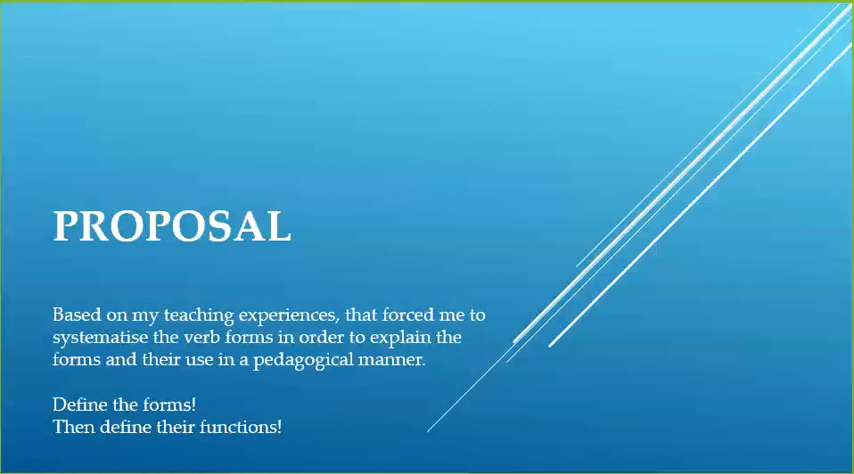 PROPOSAL
Based on my teaching experiences, that forced me to
systematise the verb forms in order to explain the
forms and their use in a pedagogical manner.
Define the forms!
Then define their functions!